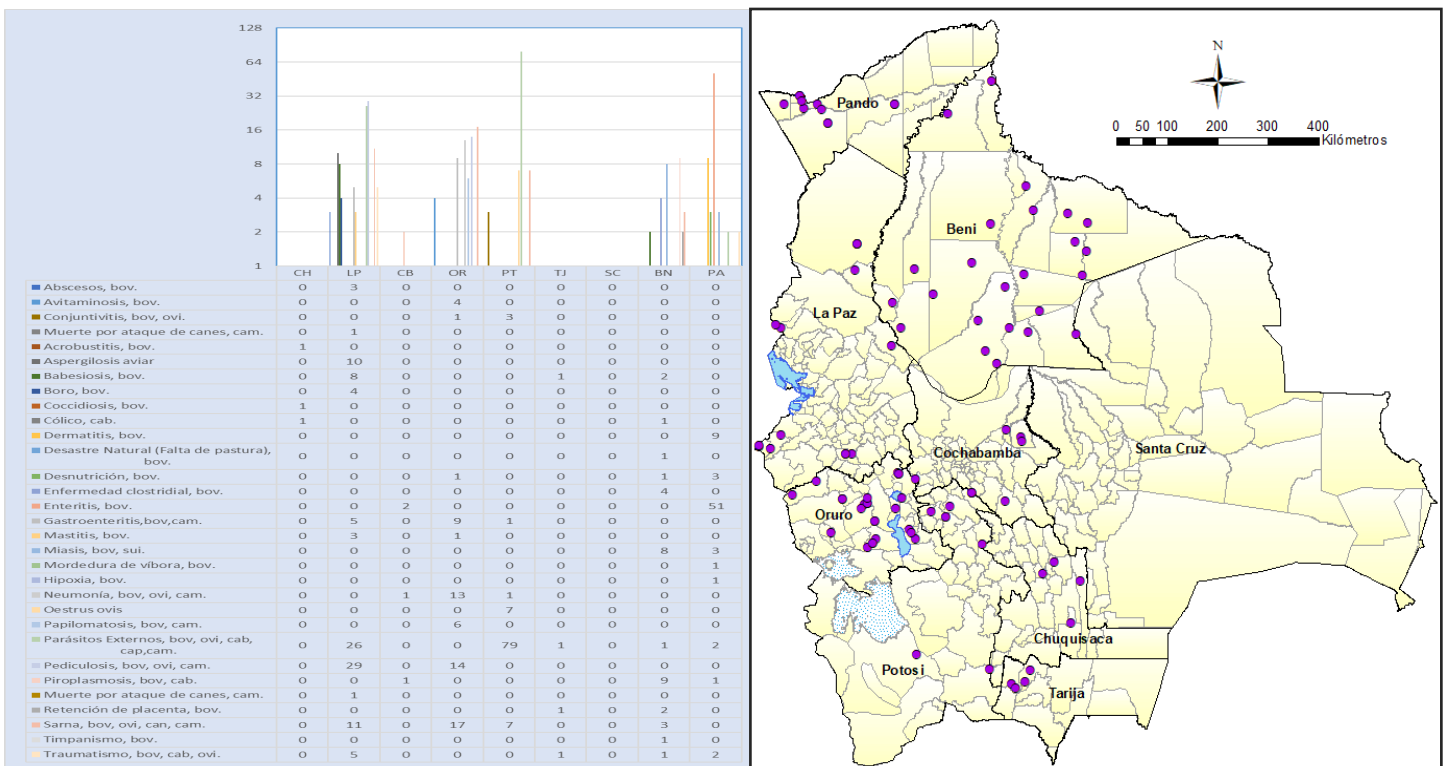 128
64
32
16
8
4
2
1
CH LP CB OR PT TJ SC BN PA
Abscesos, bov. 0 3 0 0 0 0 0 0 0
Avitaminosis, bov. 0 0 0 4 0 0 0 0 0
Conjuntivitis, bov, ovi. 0 0 0 1 3 0 0 0 0
Muerte por ataque de canes, cam. 0 1 0 0 0 0 0 0 0
Acrobustitis, bov. 1 0 0 0 0 0 0 0 0
Aspergilosis aviar 0 10 0 0 0 0 0 0 0
Babesiosis, bov. 0 8 0 0 0 1 0 2 0
Boro, bov. 0 4 0 0 0 0 0 0 0
Coccidiosis, bov. 1 0 0 0 0 0 0 0 0
Cólico, cab. 1 0 0 0 0 0 0 1 0
Dermatitis, bov. 0 0 0 0 0 0 0 0 9
Desastre Natural (Falta de pastura),
bov. 0 0 0 0 0 0 0 1 0
Desnutrición, bov. 0 0 0 1 0 0 0 1 3
Enfermedad clostridial, bov. 0 0 0 0 0 0 0 4 0
Enteritis, bov. 0 0 2 0 0 0 0 0 51
Gastroenteritis,bov,cam. 0 5 0 9 1 0 0 0 0
Mastitis, bov. 0 3 0 1 0 0 0 0 0
Miasis, bov, sui. 0 0 0 0 0 0 0 8 3
Mordedura de víbora, bov. 0 0 0 0 0 0 0 0 1
Hipoxia, bov. 0 0 0 0 0 0 0 0 1
Neumonía, bov, ovi, cam. 0 0 1 13 1 0 0 0 0
Oestrus ovis 0 0 0 0 7 0 0 0 0
Papilomatosis, bov, cam. 0 0 0 6 0 0 0 0 0
Parásitos Externos, bov, ovi, cab,
cap,cam. 0 26 0 0 79 1 0 1 2
Pediculosis, bov, ovi, cam. 0 29 0 14 0 0 0 0 0
Piroplasmosis, bov, cab. 0 0 1 0 0 0 0 9 1
Muerte por ataque de canes, cam. 0 1 0 0 0 0 0 0 0
Retención de placenta, bov. 0 0 0 0 0 1 0 2 0
Sarna, bov, ovi, can, cam. 0 11 0 17 7 0 0 3 0
Timpanismo, bov. 0 0 0 0 0 0 0 1 0
Traumatismo, bov, cab, ovi. 0 5 0 0 0 1 0 1 2
N
0 50 100 200 300 400
Kilómetros
Pando
Beni
La Paz
Cochabamba
Santa Cruz
Oruro
Chuquisaca
Potosi
Tarija